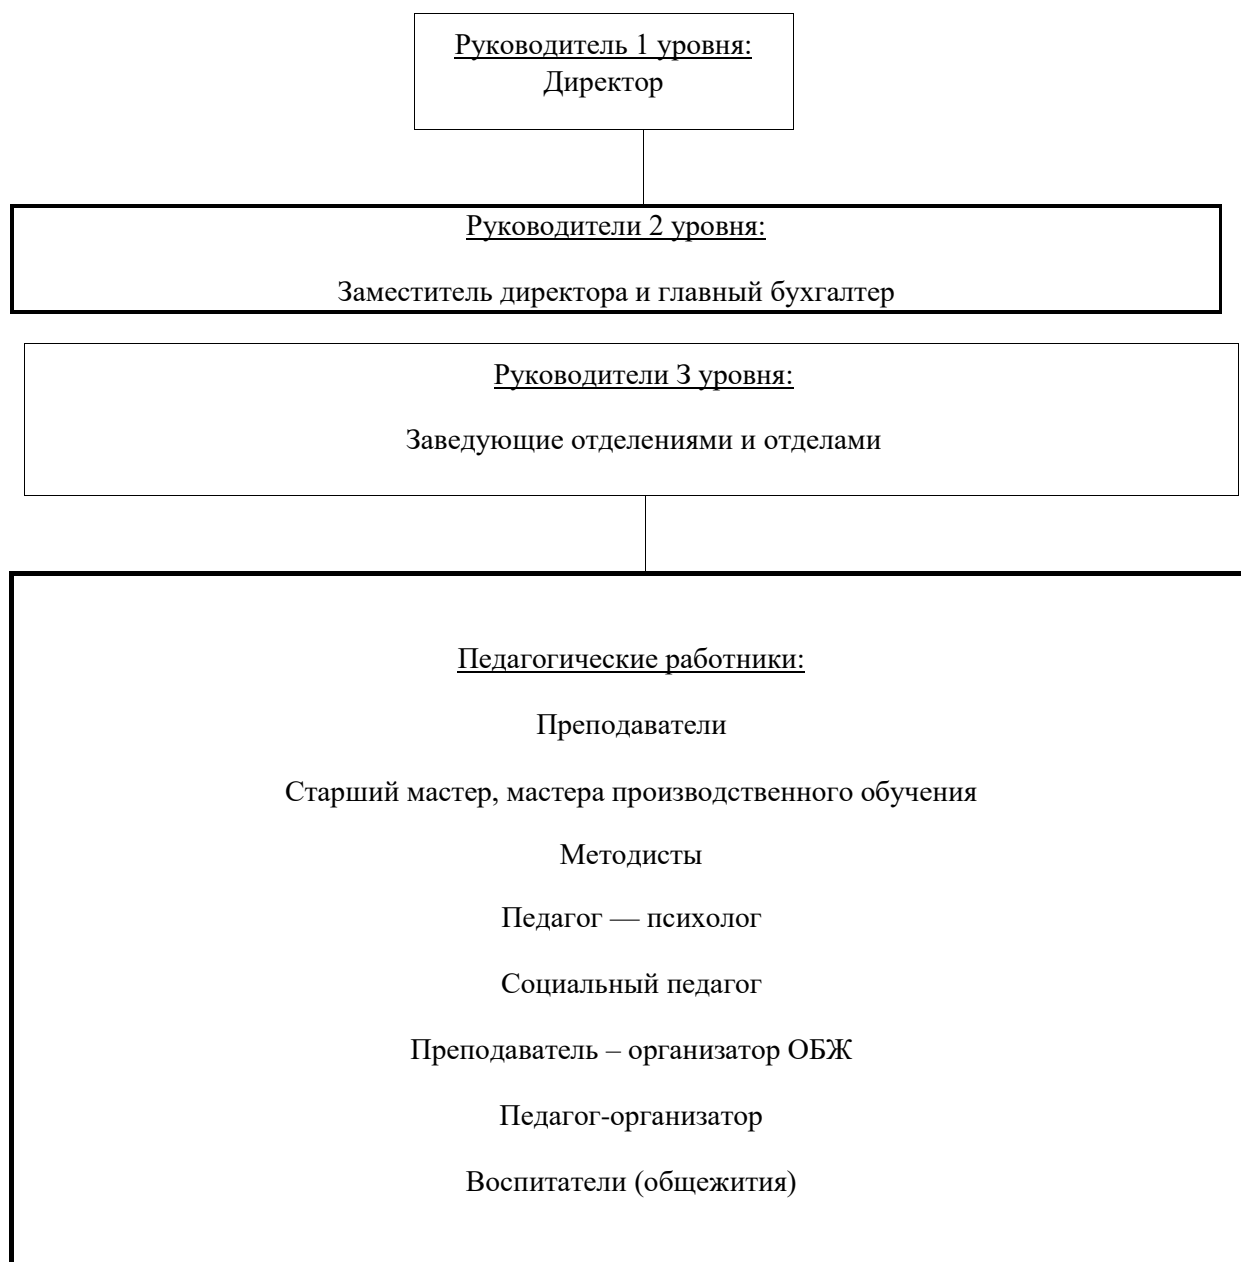 Руководитель 1 уровня:
Директор
Руководители 2 уровня:
Заместитель директора и главный бухгалтер
Руководители 3 уровня:
Заведующие отделениями и отделами
Педагогические работники:
Преподаватели
Старший мастер, мастера производственного обучения
Методисты
Педагог — психолог
Социальный педагог
Преподаватель – организатор ОБЖ
Педагог-организатор
Воспитатели (общежития)